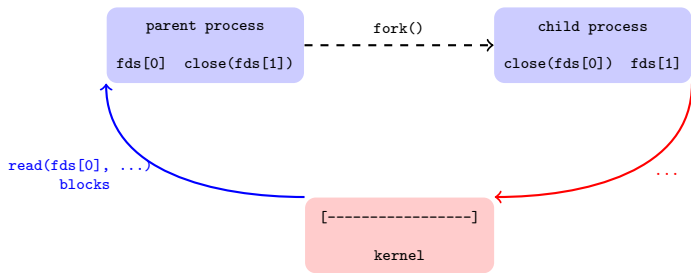 parent process
fds[0] close(fds[1])
fork()
child process
close(fds[0]) fds[1]
read(fds[0], ...)
blocks
...
[-----------------]
kernel